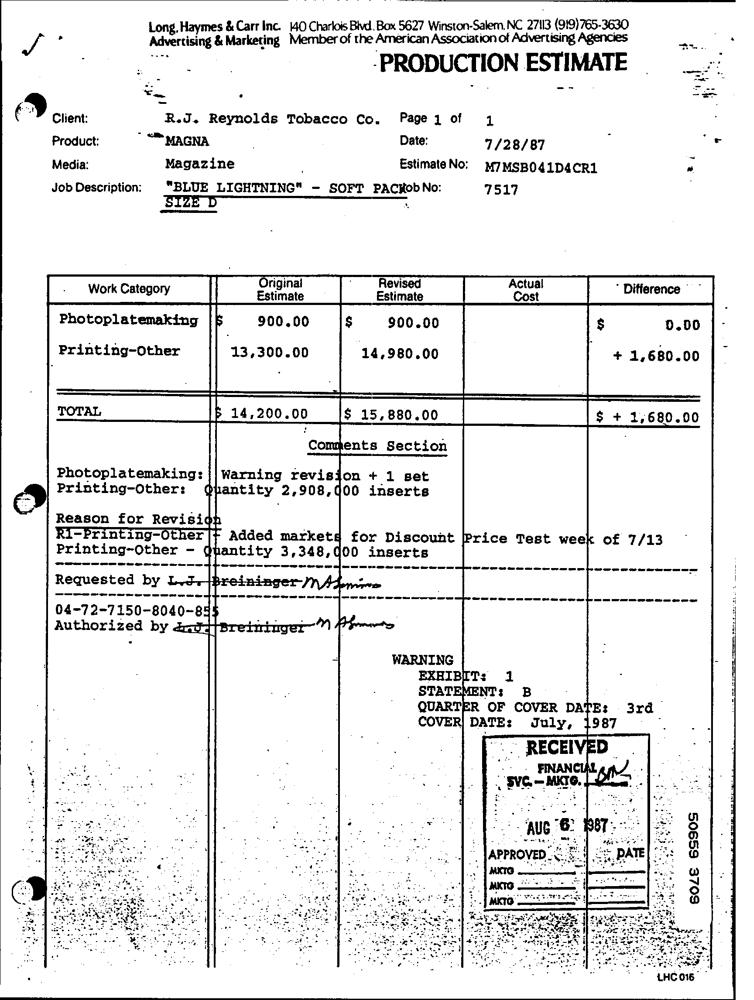 Long, Haymes & Carr Inc. 140 Charlois Blvd. Box 5627 Winston-Salem, NC 27113 (919)765-3630
Advertising & Marketing Member of the American Association of Advertising Agencies
PRODUCTION ESTIMATE
Client: R.J. Reynolds Tobacco Co. Page 1 of 1
Product: MAGNA Date: 7/28/87
Media: Magazine Estimate No: M7MSB041D4CR1
Job Description: "BLUE LIGHTNING" - SOFT PACK Job No: 7517
SIZE D
Work Category Original Estimate Revised Estimate Actual Cost Difference
Photoplatemaking $ 900.00 $ 900.00 $ 0.00
Printing-Other 13,300.00 14,980.00 + 1,680.00
TOTAL $ 14,200.00 $ 15,880.00 $ + 1,680.00
Comments Section
Photoplatemaking: Warning revision + 1 set
Printing-Other: Quantity 2,908,000 inserts
Reason for Revision
R1-Printing-Other - Added markets for Discount Price Test week of 7/13
Printing-Other - Quantity 3,348,000 inserts
Requested by L.J. Breininger
04-72-7150-8040-855
Authorized by L.J. Breininger
WARNING
EXHIBIT: 1
STATEMENT: B
QUARTER OF COVER DATE: 3rd
COVER DATE: July, 1987
RECEIVED
FINANCIAL
SVC. - MKTG.
AUG 6 1987
APPROVED DATE
MKTG
MKTG
MKTG
50659 3709
LHC 015